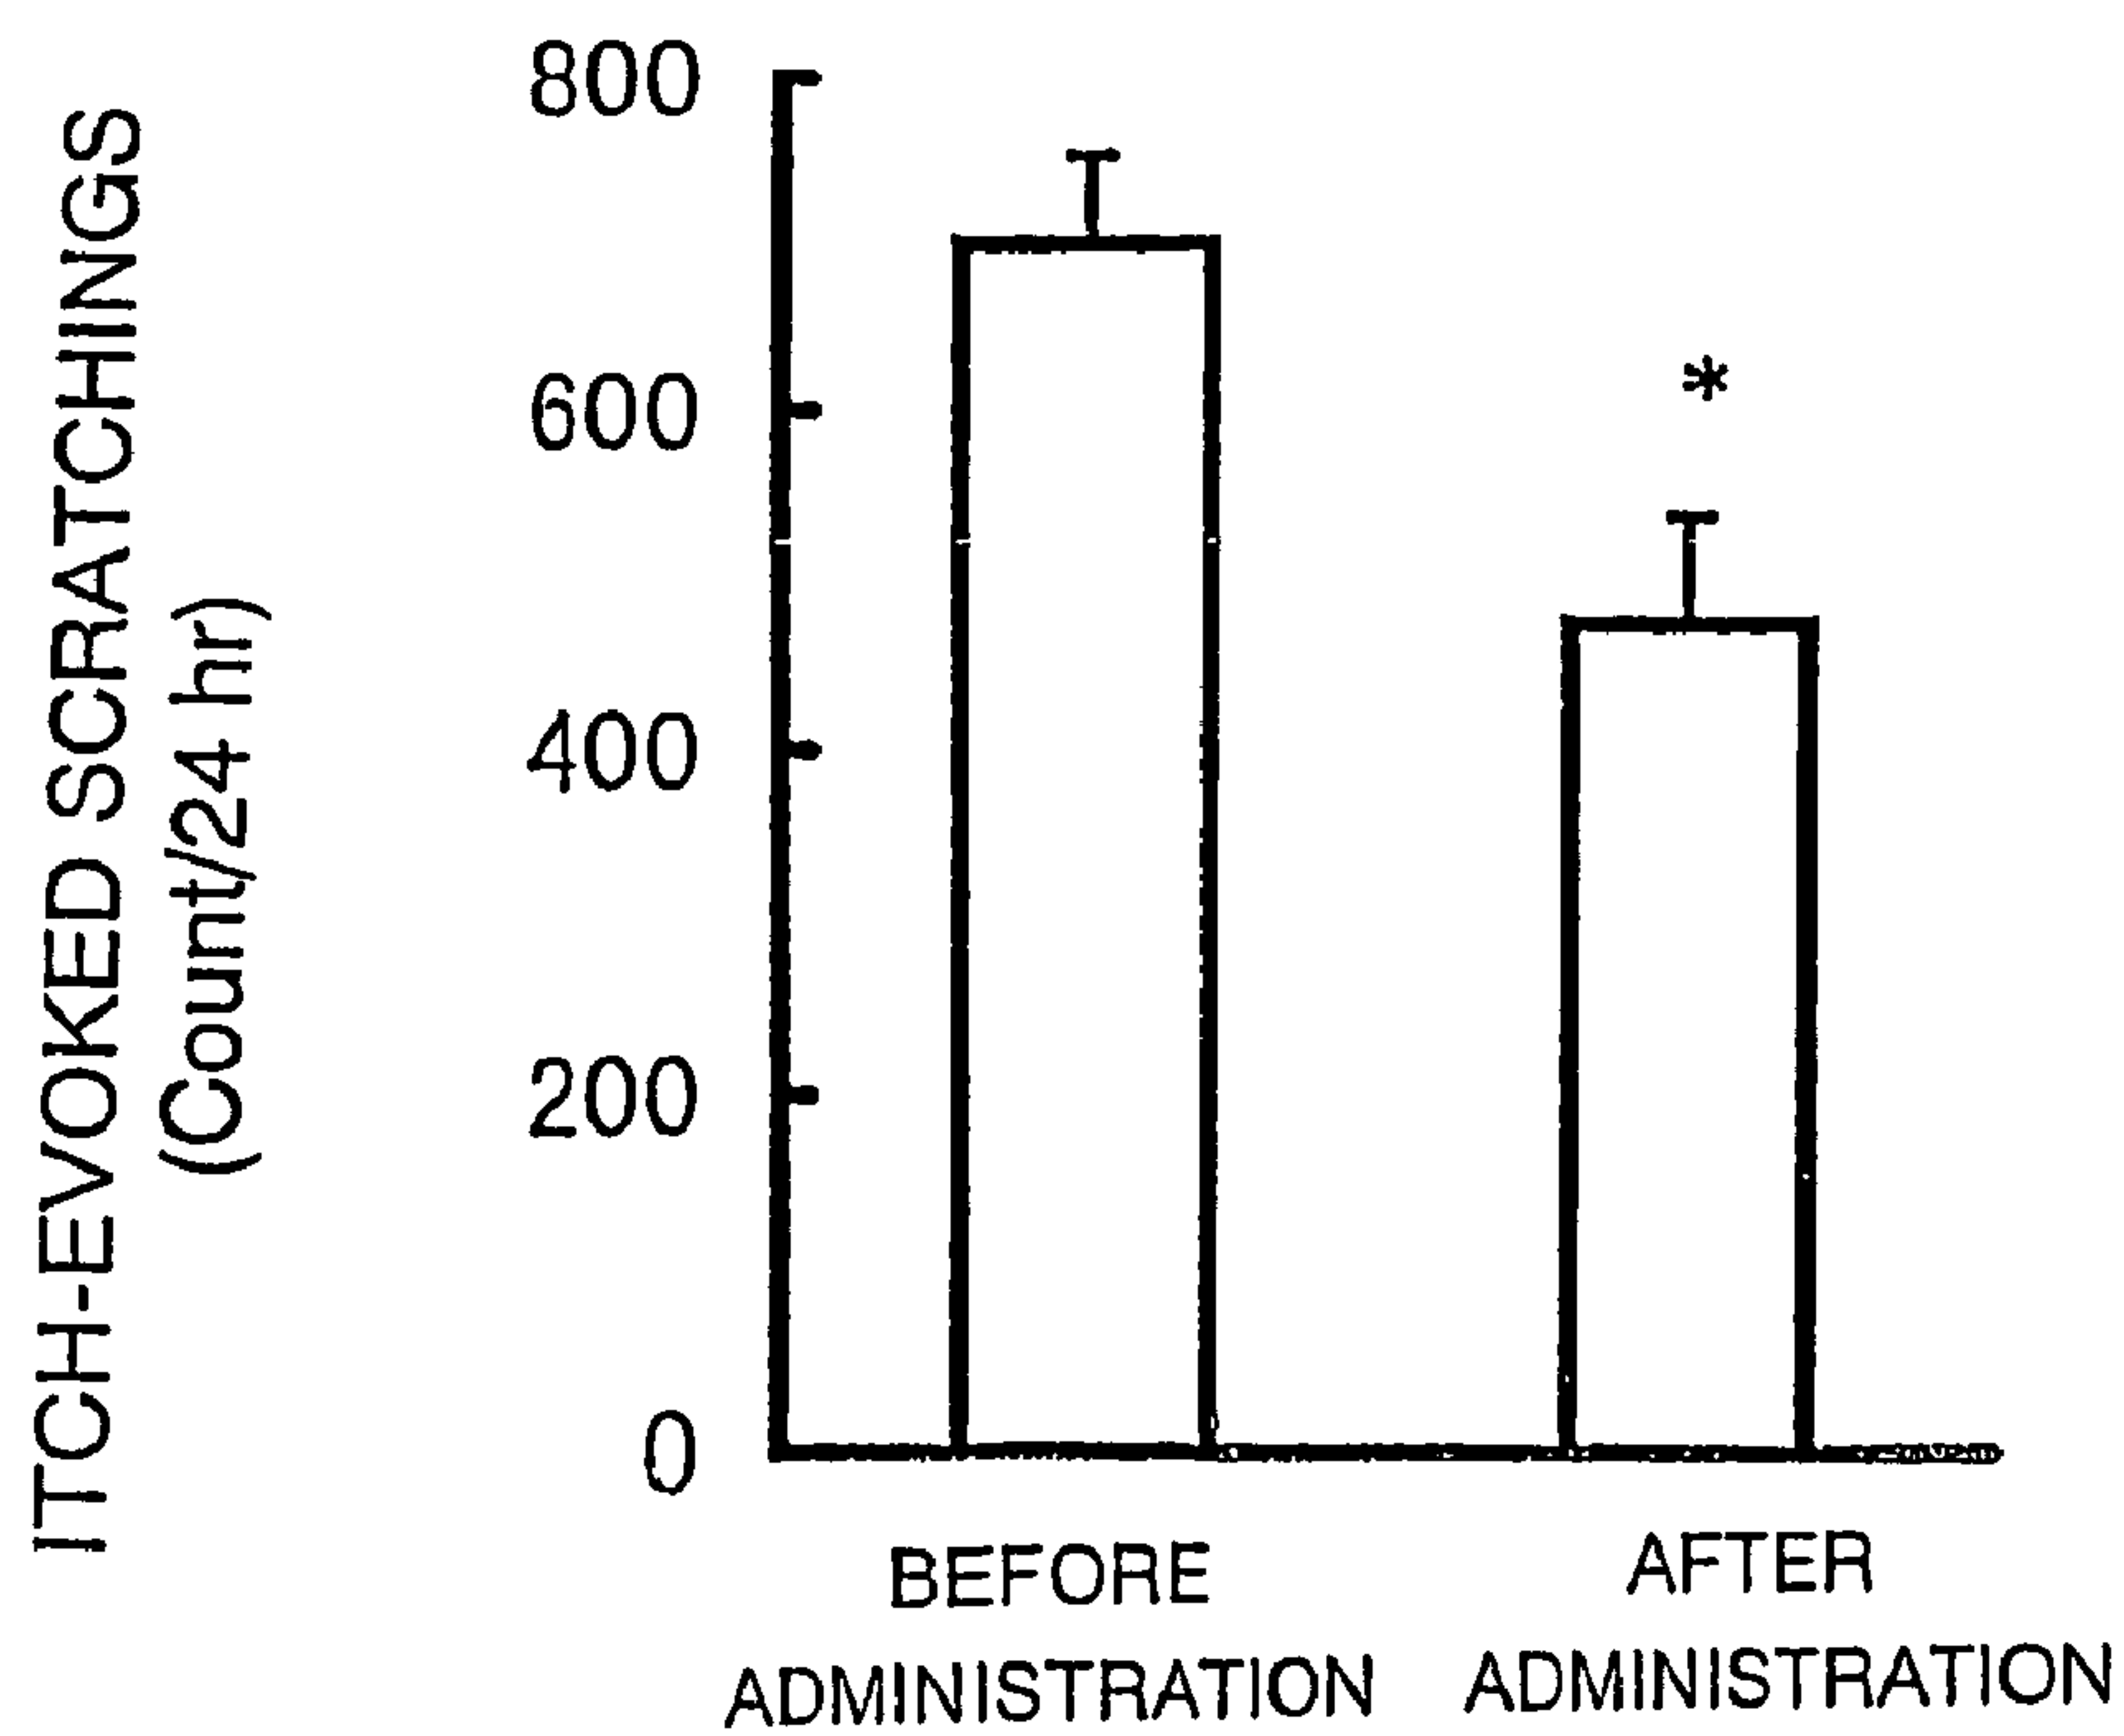 ITCH-EVOKED SCRATCHINGS
(Count/24 hr)
800
600
400
200
0
*
BEFORE
ADMINISTRATION
AFTER
ADMINISTRATION